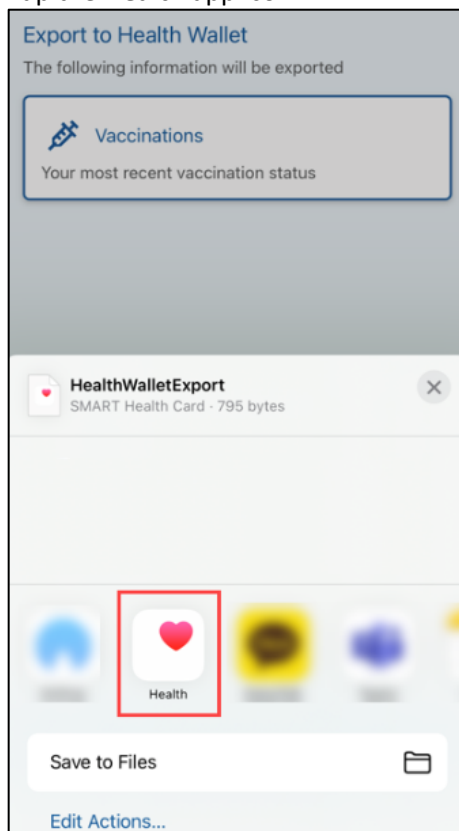 Export to Health Wallet
The following information will be exported
Vaccinations
Your most recent vaccination status
HealthWalletExport
SMART Health Card · 795 bytes
Health
Save to Files
Edit Actions...